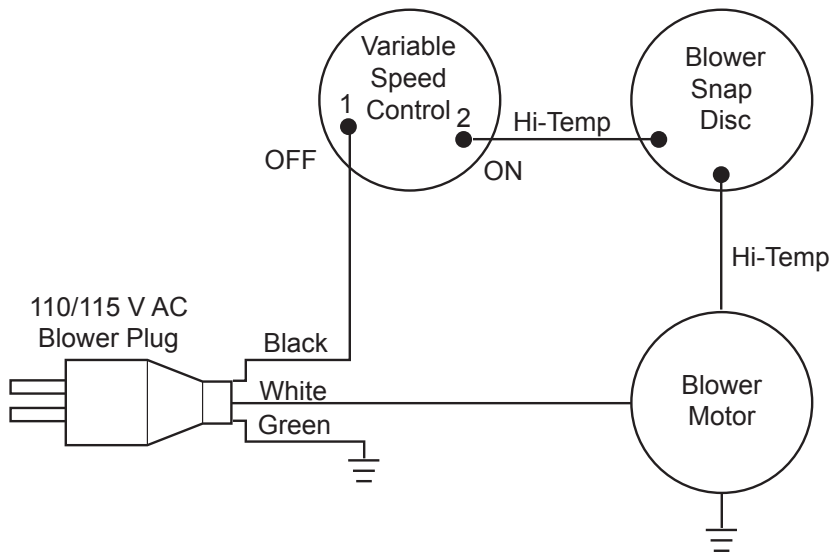 Variable
Speed
Control
1
2
OFF
ON
Hi-Temp
Blower
Snap
Disc
Hi-Temp
110/115 V AC
Blower Plug
Black
White
Green
Blower
Motor